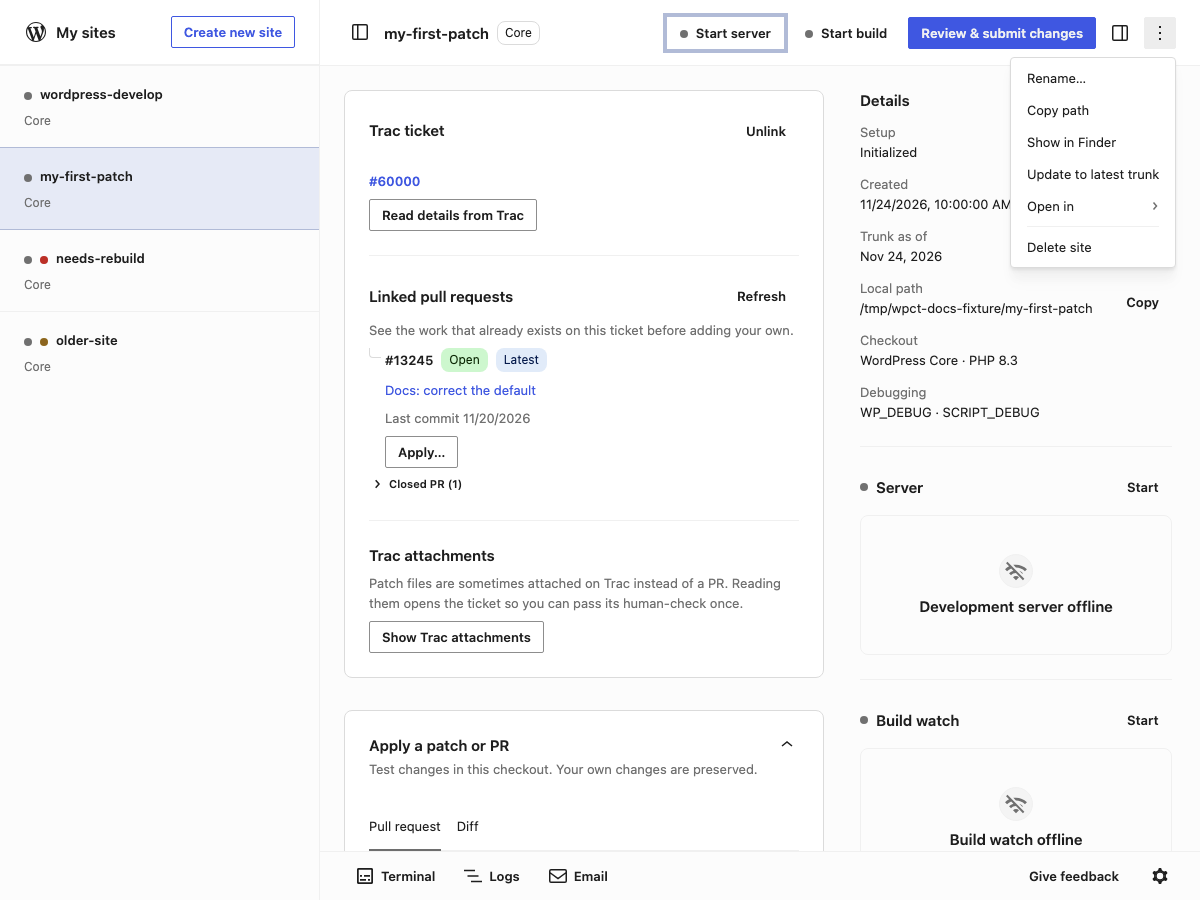 My sites
Create new site
wordpress-develop
Core
my-first-patch
Core
needs-rebuild
Core
older-site
Core
my-first-patch
Core
Start server
Start build
Review & submit changes
Rename...
Copy path
Show in Finder
Update to latest trunk
Open in
Delete site
Trac ticket
Unlink
#60000
Read details from Trac
Linked pull requests
Refresh
See the work that already exists on this ticket before adding your own.
#13245
Open
Latest
Docs: correct the default
Last commit 11/20/2026
Apply...
Closed PR (1)
Trac attachments
Patch files are sometimes attached on Trac instead of a PR. Reading
them opens the ticket so you can pass its human-check once.
Show Trac attachments
Apply a patch or PR
Test changes in this checkout. Your own changes are preserved.
Pull request
Diff
Details
Setup
Initialized
Created
11/24/2026, 10:00:00 AM
Trunk as of
Nov 24, 2026
Local path
/tmp/wpct-docs-fixture/my-first-patch
Copy
Checkout
WordPress Core · PHP 8.3
Debugging
WP_DEBUG · SCRIPT_DEBUG
Server
Start
Development server offline
Build watch
Start
Build watch offline
Terminal
Logs
Email
Give feedback